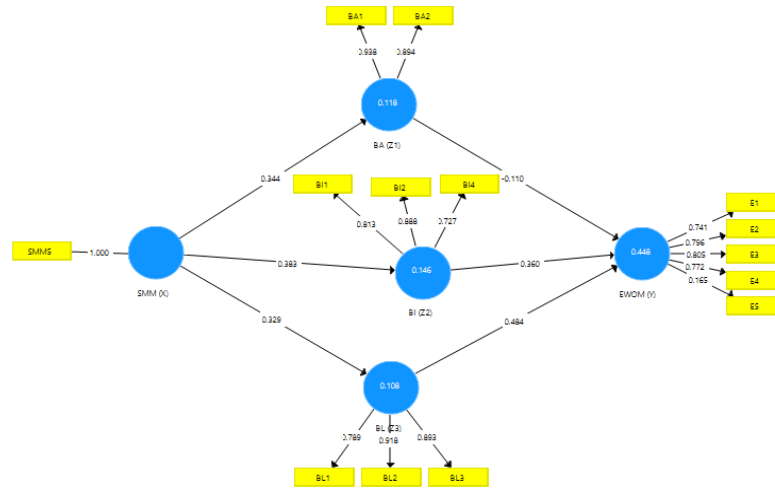 BA1 BA2
0.938 0.894
0.118
BA (Z1)
0.344
-0.110
BI1 BI2 BI4
0.813 0.888 0.727
SMM5
1.000
SMM (X)
0.383
0.146
BI (Z2)
0.360
0.448
EWOM (Y)
0.741
0.796
0.805
0.772
0.165
E1
E2
E3
E4
E5
0.329
0.484
0.108
BL (Z3)
0.789 0.918 0.893
BL1 BL2 BL3